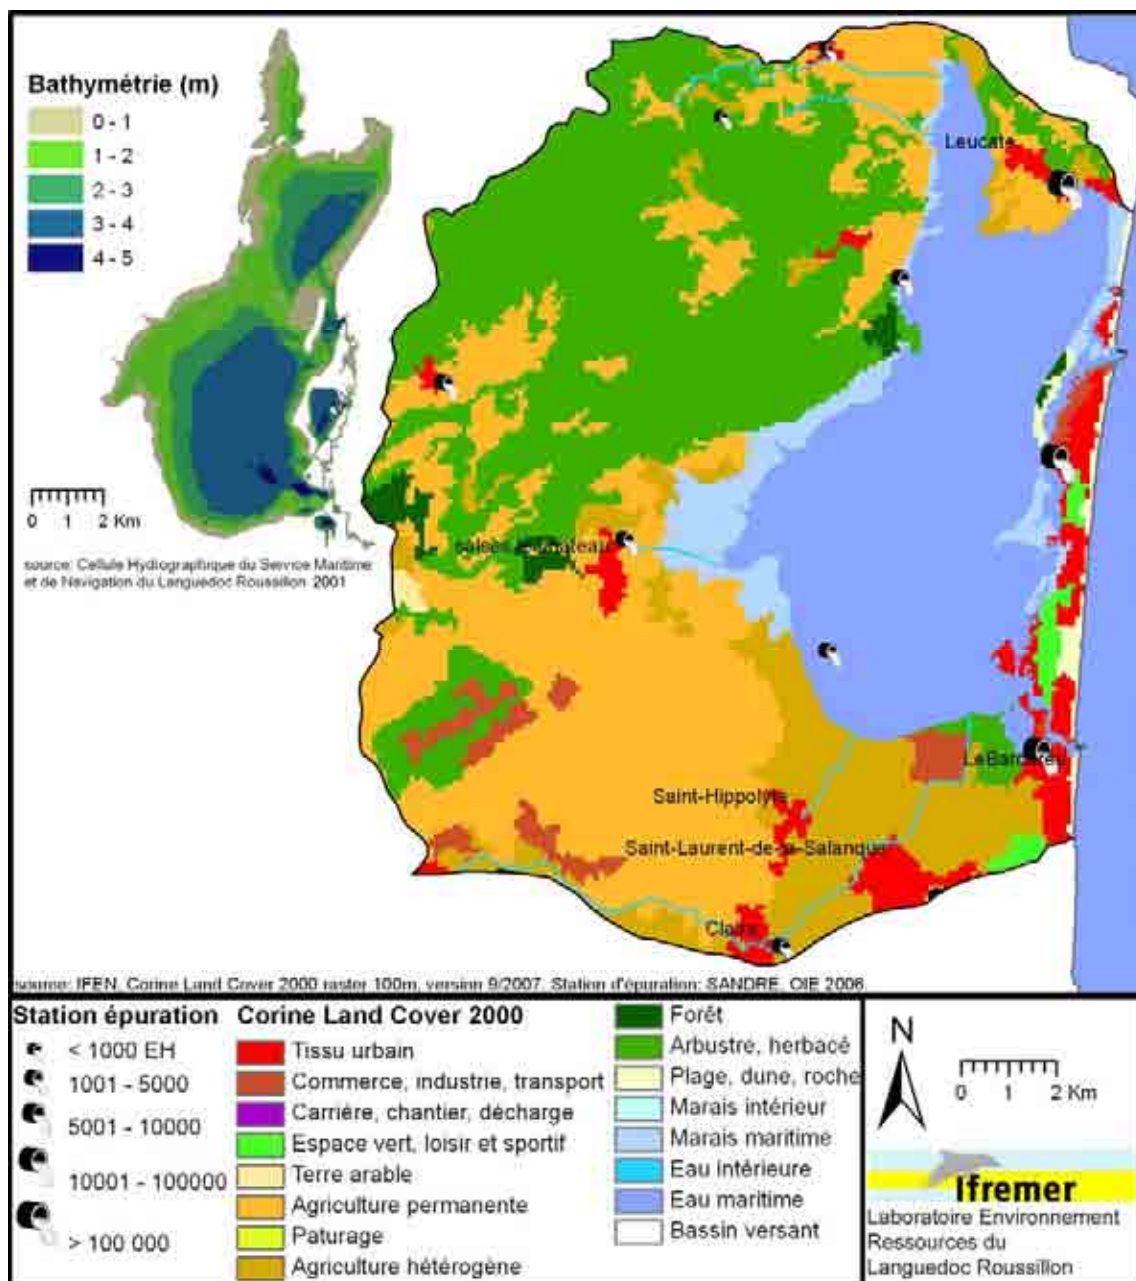 Bathymétrie (m)
0 - 1
1 - 2
2 - 3
3 - 4
4 - 5
0 1 2 Km
source: Cellule Hydrographique du Service Maritime
et de Navigation du Languedoc Roussillon 2001
Leucate
Saint-Hippolyte
Saint-Laurent-de-la-Salanque
Claira
source: IFEN, Corine Land Cover 2000 raster 100m, version 9/2007. Station d'épuration: SANDRE, OIE 2006
Station épuration
< 1000 EH
1001 - 5000
5001 - 10000
10001 - 100000
> 100 000
Corine Land Cover 2000
Tissu urbain
Commerce, industrie, transport
Carrière, chantier, décharge
Espace vert, loisir et sportif
Terre arable
Agriculture permanente
Paturage
Agriculture hétérogène
Forêt
Arbustre, herbacé
Plage, dune, roche
Marais intérieur
Marais maritime
Eau intérieure
Eau maritime
Bassin versant
N
0 1 2 Km
Ifremer
Laboratoire Environnement
Ressources du
Languedoc Roussillon